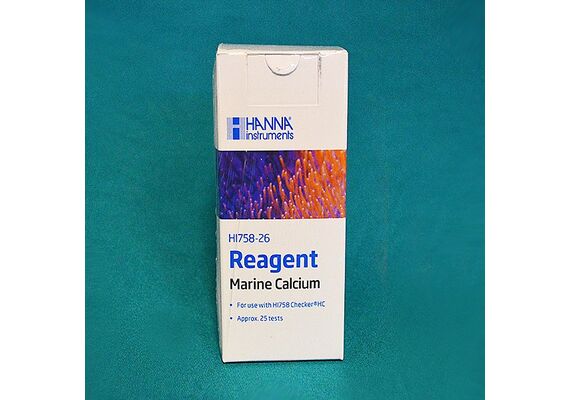 HANNA
instruments
HI758-26
Reagent
Marine Calcium
• For use with HI758 Checker®HC
• Approx. 25 tests